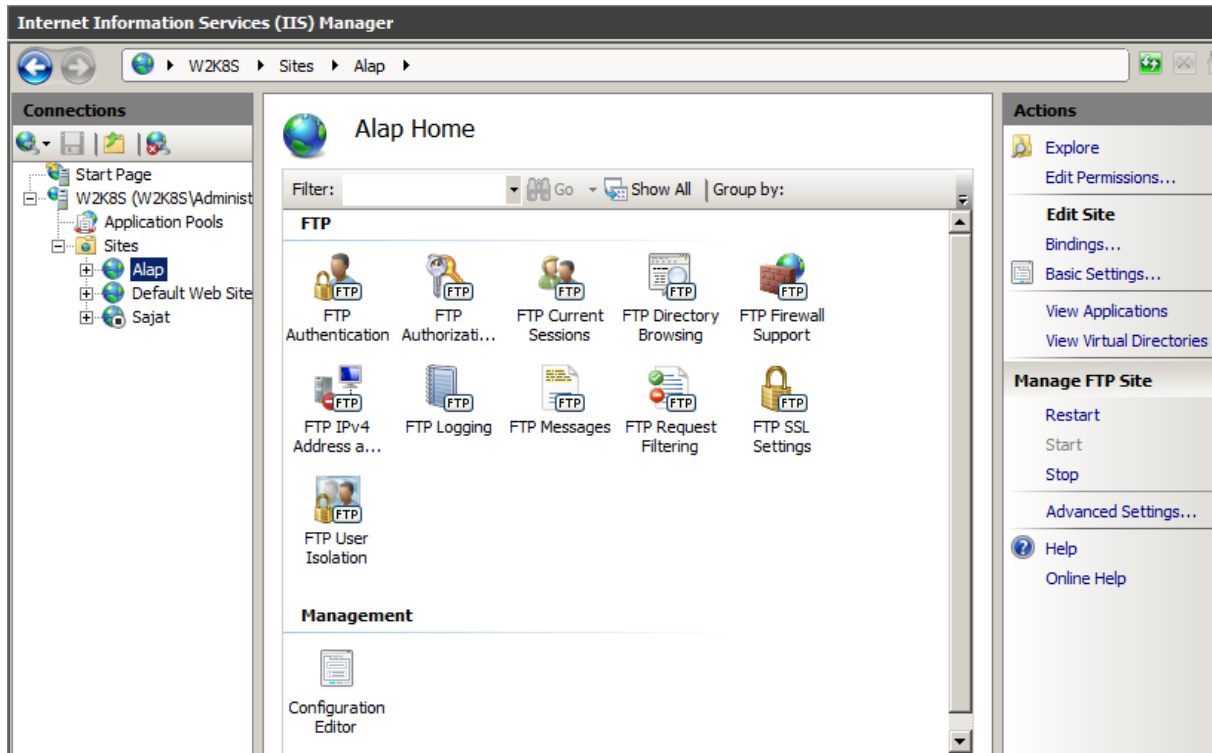 Internet Information Services (IIS) Manager
W2K8S Sites Alap
Connections
Start Page
W2K8S (W2K8S\Administ
Application Pools
Sites
Alap
Default Web Site
Sajat
Alap Home
Filter: Go Show All Group by:
FTP
FTP FTP FTP FTP FTP
FTP Authentication
FTP Authorizati...
FTP Current Sessions
FTP Directory Browsing
FTP Firewall Support
FTP FTP FTP FTP FTP
FTP IPv4 Address a...
FTP Logging
FTP Messages
FTP Request Filtering
FTP SSL Settings
FTP
FTP User Isolation
Management
Configuration Editor
Actions
Explore
Edit Permissions...
Edit Site
Bindings...
Basic Settings...
View Applications
View Virtual Directories
Manage FTP Site
Restart
Start
Stop
Advanced Settings...
Help
Online Help